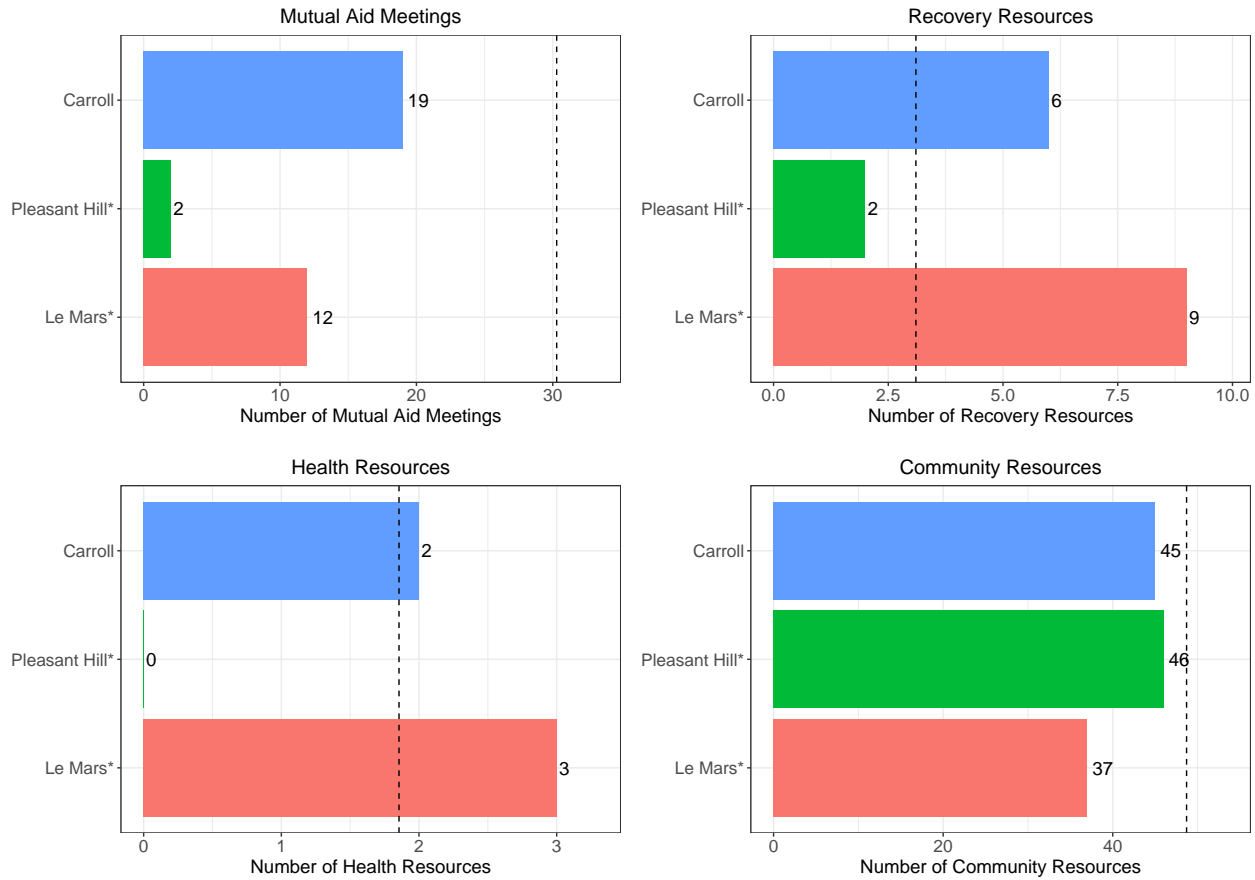 Mutual Aid Meetings
Carroll
19
Pleasant Hill*
2
Le Mars*
12
0 10 20 30
Number of Mutual Aid Meetings
Recovery Resources
Carroll
6
Pleasant Hill*
2
Le Mars*
9
0.0 2.5 5.0 7.5 10.0
Number of Recovery Resources
Health Resources
Carroll
2
Pleasant Hill*
0
Le Mars*
3
0 1 2 3
Number of Health Resources
Community Resources
Carroll
45
Pleasant Hill*
46
Le Mars*
37
0 20 40
Number of Community Resources